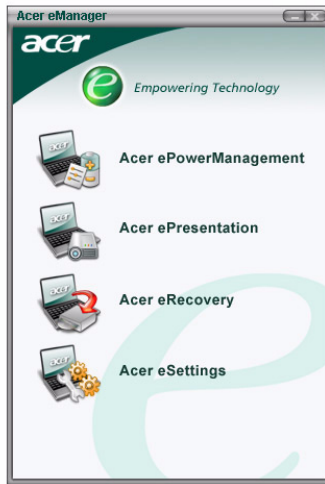 Acer eManager
acer
e Empowering Technology
Acer ePowerManagement
Acer ePresentation
Acer eRecovery
Acer eSettings